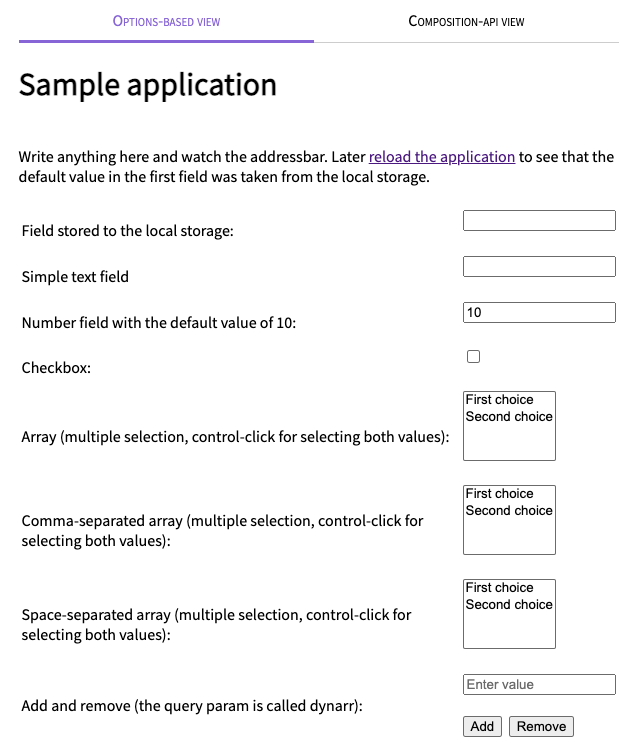 Options-based view
Composition-api view
Sample application
Write anything here and watch the addressbar. Later reload the application to see that the
default value in the first field was taken from the local storage.
Field stored to the local storage:
Simple text field
Number field with the default value of 10:
10
Checkbox:
Array (multiple selection, control-click for selecting both values):
First choice
Second choice
Comma-separated array (multiple selection, control-click for
selecting both values):
First choice
Second choice
Space-separated array (multiple selection, control-click for
selecting both values):
First choice
Second choice
Add and remove (the query param is called dynarr):
Enter value
Add
Remove